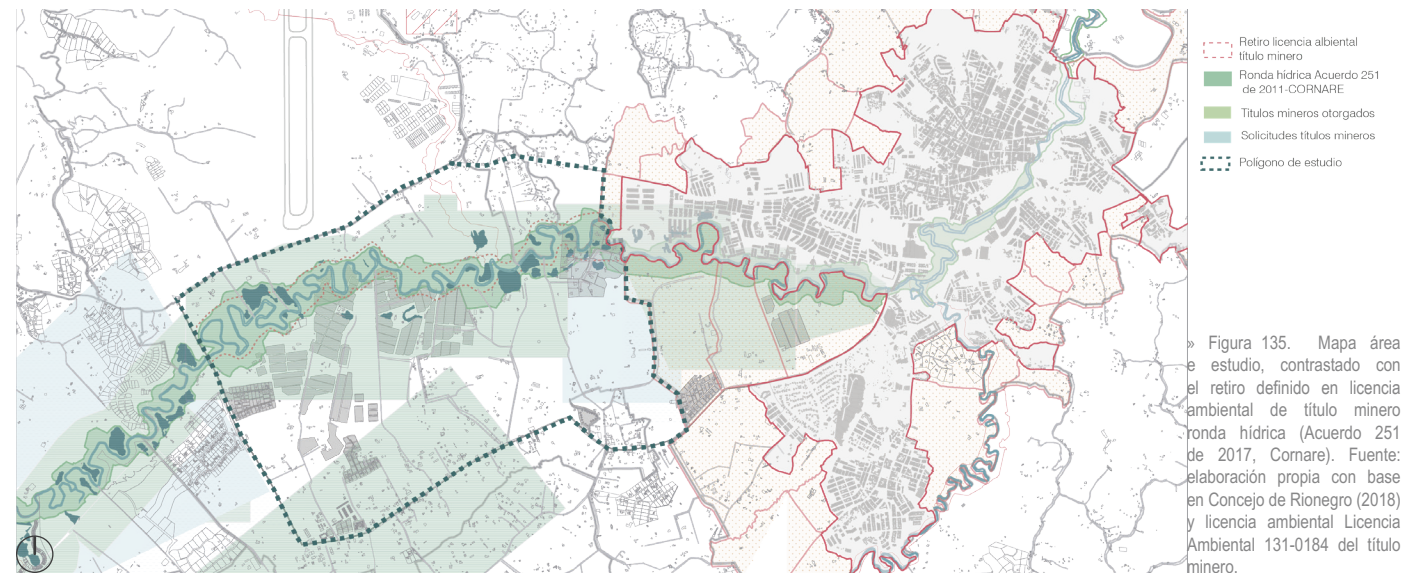 Retiro licencia albiental
título minero
Ronda hídrica Acuerdo 251
de 2011-CORNARE
Títulos mineros otorgados
Solicitudes títulos mineros
Polígono de estudio
» Figura 135. Mapa área
e estudio, contrastado con
el retiro definido en licencia
ambiental de título minero
ronda hídrica (Acuerdo 251
de 2017, Cornare). Fuente:
elaboración propia con base
en Concejo de Rionegro (2018)
y licencia ambiental Licencia
Ambiental 131-0184 del título
minero.